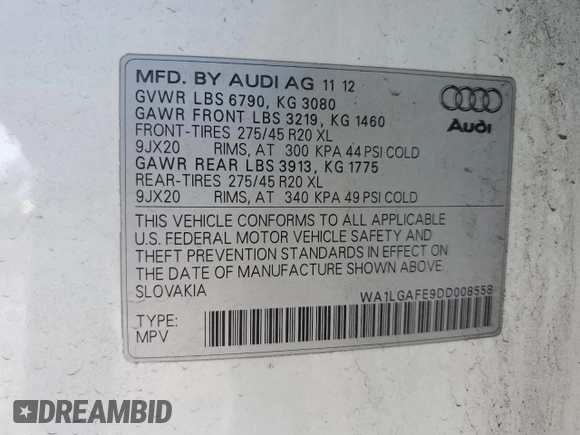 MFD. BY AUDI AG 11 12
GVWR LBS 6790, KG 3080
GAWR FRONT LBS 3219, KG 1460
FRONT-TIRES 275/45 R20 XL
9JX20 RIMS, AT 300 KPA 44 PSI COLD
GAWR REAR LBS 3913, KG 1775
REAR-TIRES 275/45 R20 XL
9JX20 RIMS, AT 340 KPA 49 PSI COLD
Audi
THIS VEHICLE CONFORMS TO ALL APPLICABLE
U.S. FEDERAL MOTOR VEHICLE SAFETY AND
THEFT PREVENTION STANDARDS IN EFFECT ON
THE DATE OF MANUFACTURE SHOWN ABOVE.
SLOVAKIA WA1LGAFE9DD008558
TYPE:
MPV
DREAMBID